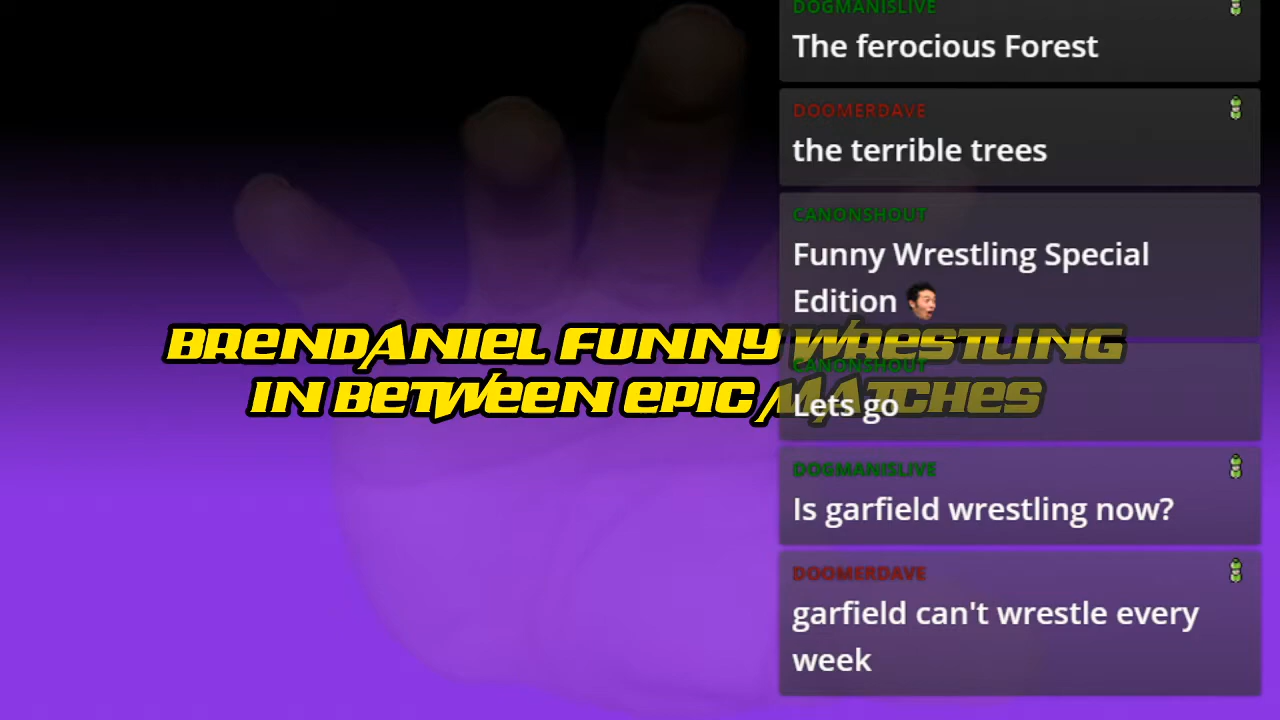 DOGMANISLIVE
The ferocious Forest
DOOMERDAVE
the terrible trees
CANONSHOUT
Funny Wrestling Special
Edition
BRENDANIEL FUNNY WRESTLING
IN BETWEEN EPIC MATCHES
CANONSHOUT
Lets go
DOGMANISLIVE
Is garfield wrestling now?
DOOMERDAVE
garfield can't wrestle every
week